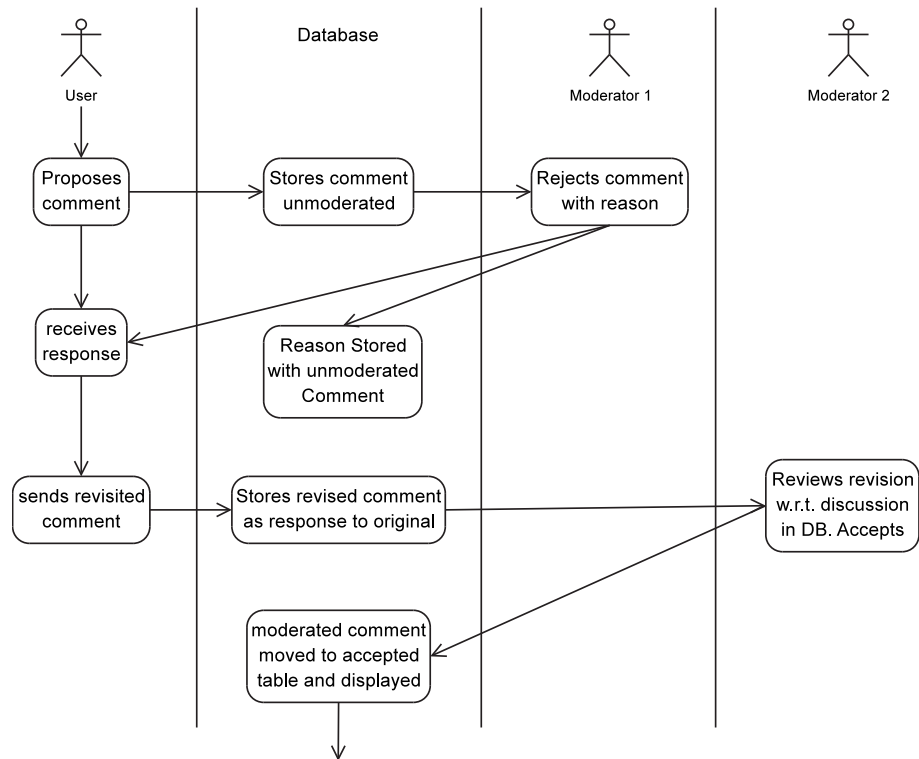 Database
User
Moderator 1
Moderator 2
Proposes
comment
Stores comment
unmoderated
Rejects comment
with reason
receives
response
Reason Stored
with unmoderated
Comment
sends revisited
comment
Stores revised comment
as response to original
Reviews revision
w.r.t. discussion
in DB. Accepts
moderated comment
moved to accepted
table and displayed